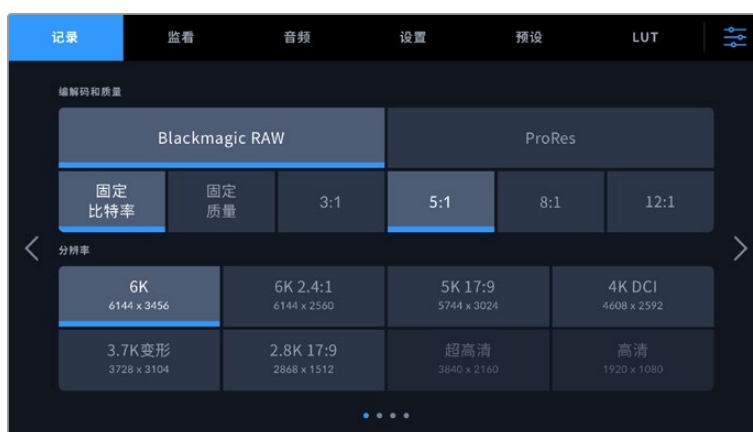 记录 监看 音频 设置 预设 LUT
编解码和质量
Blackmagic RAW ProRes
固定比特率 固定质量 3:1 5:1 8:1 12:1
分辨率
6K 6K 2.4:1 5K 17:9 4K DCI
6144 x 3456 6144 x 2560 5744 x 3024 4608 x 2592
3.7K变形 2.8K 17:9 超高清 高清
3728 x 3104 2868 x 1512 3840 x 2160 1920 x 1080